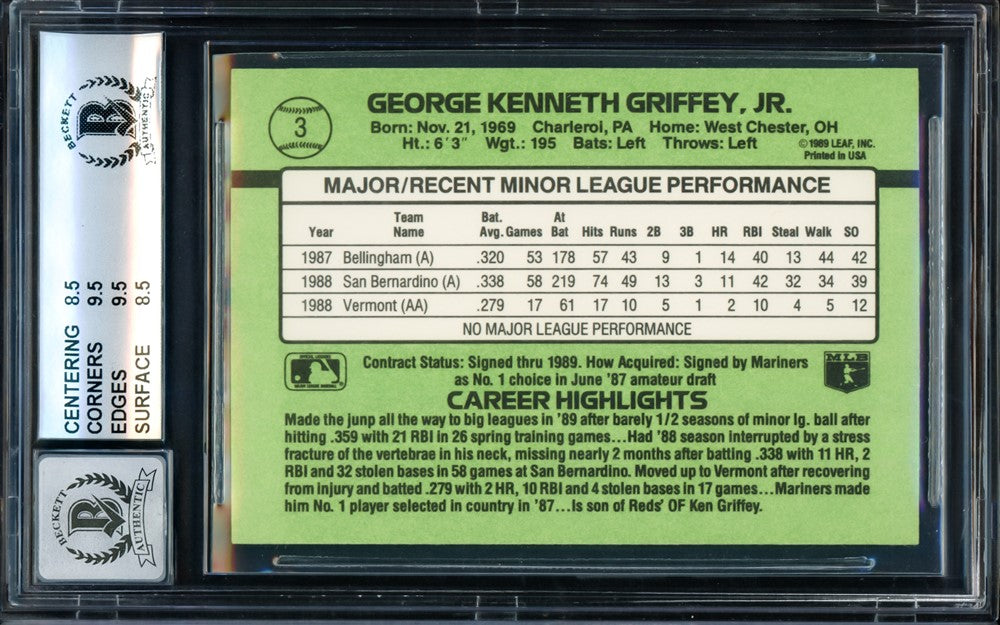 BECKETT
B
AUTHENTIC
CENTERING 8.5
CORNERS 9.5
EDGES 9.5
SURFACE 8.5
BECKETT
B
AUTHENTIC
3
GEORGE KENNETH GRIFFEY, JR.
Born: Nov. 21, 1969 Charleroi, PA Home: West Chester, OH
Ht.: 6'3" Wgt.: 195 Bats: Left Throws: Left
©1989 LEAF, INC.
Printed in USA
MAJOR/RECENT MINOR LEAGUE PERFORMANCE
Team Bat. At
Year Name Avg. Games Bat Hits Runs 2B 3B HR RBI Steal Walk SO
1987 Bellingham (A) .320 53 178 57 43 9 1 14 40 13 44 42
1988 San Bernardino (A) .338 58 219 74 49 13 3 11 42 32 34 39
1988 Vermont (AA) .279 17 61 17 10 5 1 2 10 4 5 12
NO MAJOR LEAGUE PERFORMANCE
Contract Status: Signed thru 1989. How Acquired: Signed by Mariners
as No. 1 choice in June '87 amateur draft
MLB
CAREER HIGHLIGHTS
Made the junp all the way to big leagues in '89 after barely 1/2 seasons of minor lg. ball after
hitting .359 with 21 RBI in 26 spring training games...Had '88 season interrupted by a stress
fracture of the vertebrae in his neck, missing nearly 2 months after batting .338 with 11 HR, 2
RBI and 32 stolen bases in 58 games at San Bernardino. Moved up to Vermont after recovering
from injury and batted .279 with 2 HR, 10 RBI and 4 stolen bases in 17 games...Mariners made
him No. 1 player selected in country in '87...Is son of Reds' OF Ken Griffey.